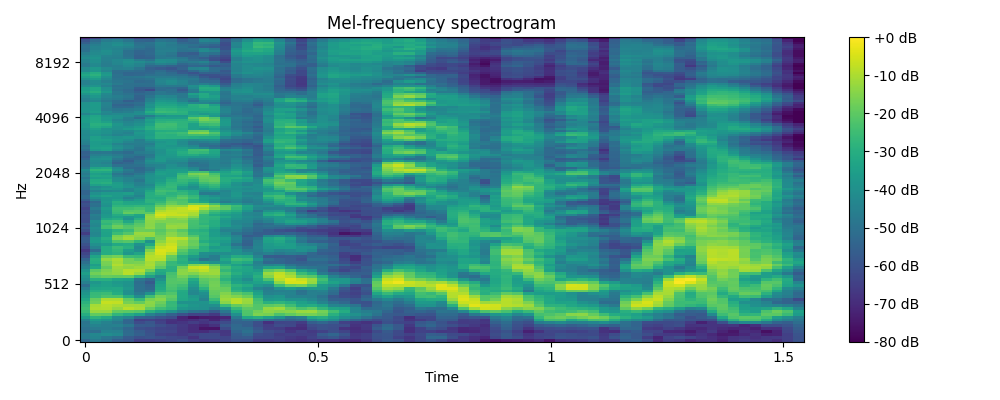 Mel-frequency spectrogram
+0 dB
8192
-10 dB
4096
-20 dB
-30 dB
2048
Hz
-40 dB
1024
-50 dB
-60 dB
512
-70 dB
0
-80 dB
0 0.5 1 1.5
Time